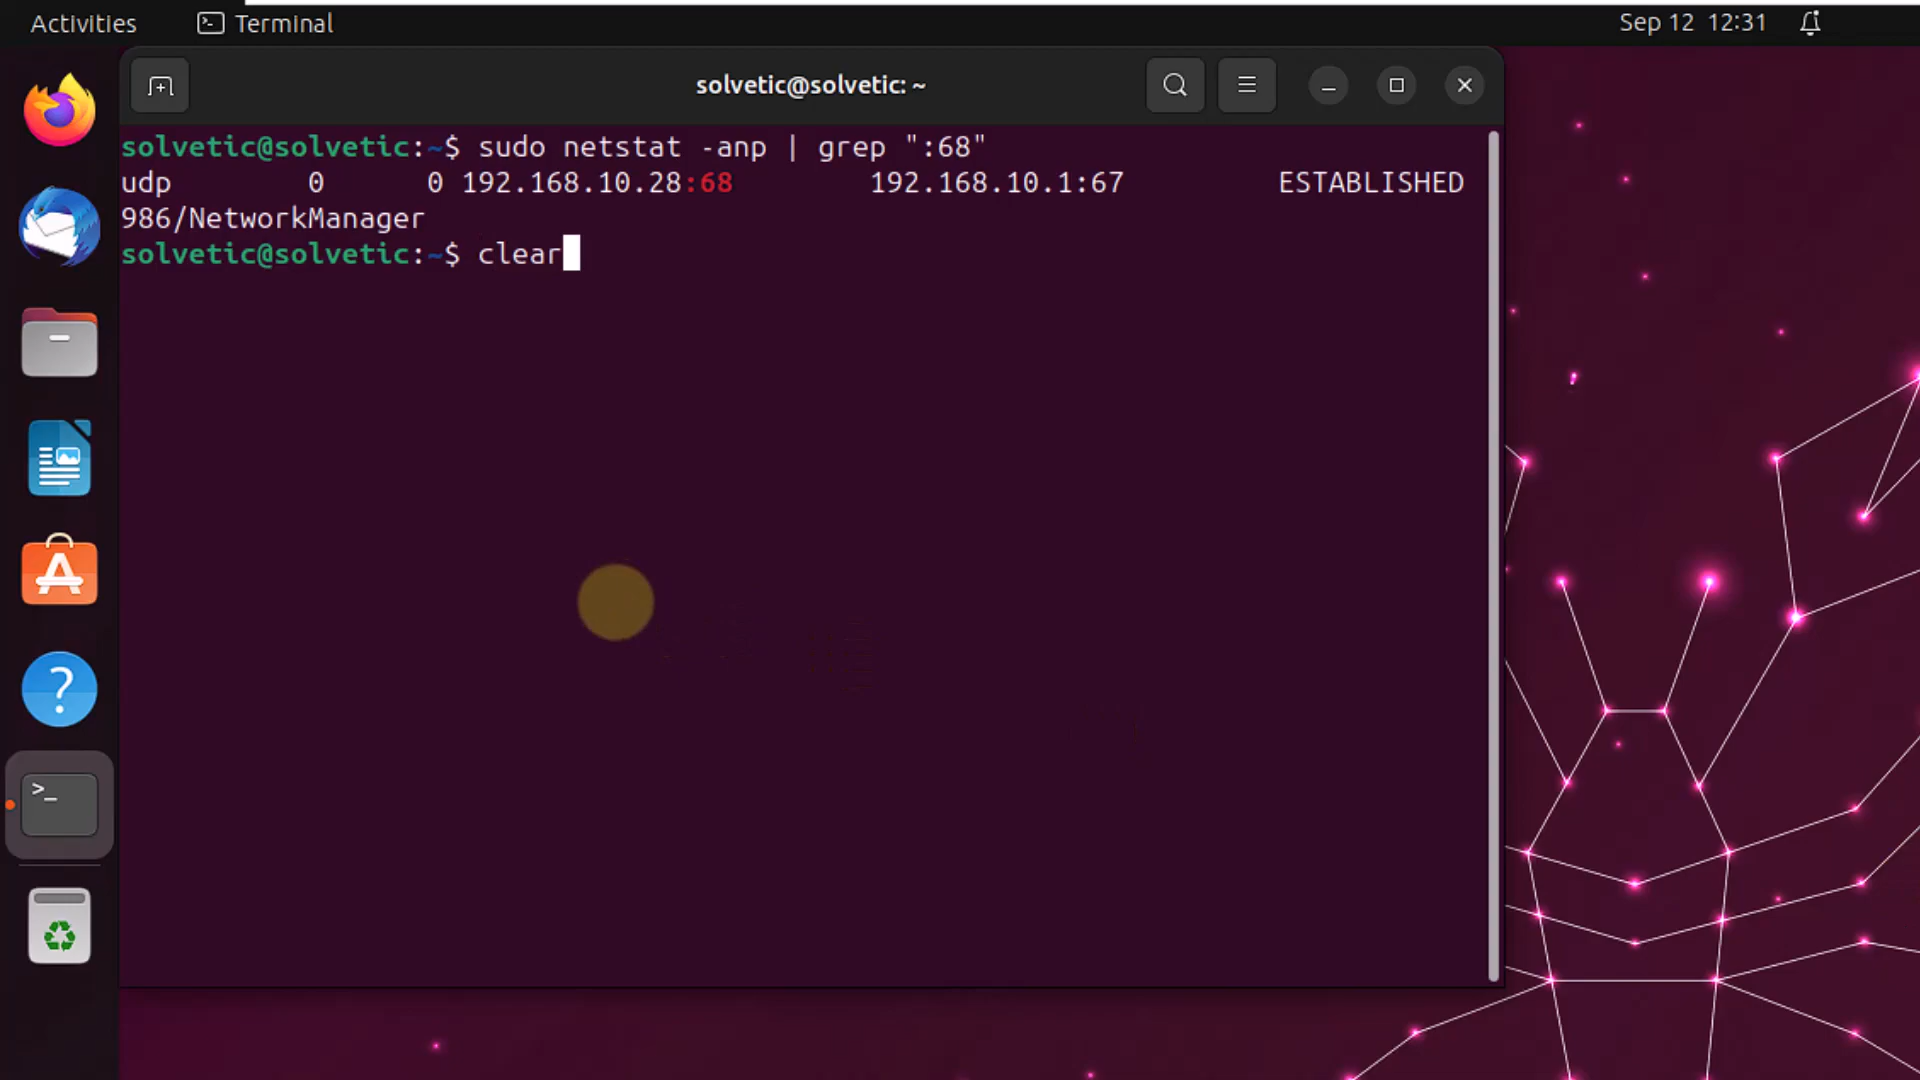 Activities Terminal Sep 12 12:31
solvetic@solvetic: ~
solvetic@solvetic:~$ sudo netstat -anp | grep ":68"
udp 0 0 192.168.10.28:68 192.168.10.1:67 ESTABLISHED
986/NetworkManager
solvetic@solvetic:~$ clear